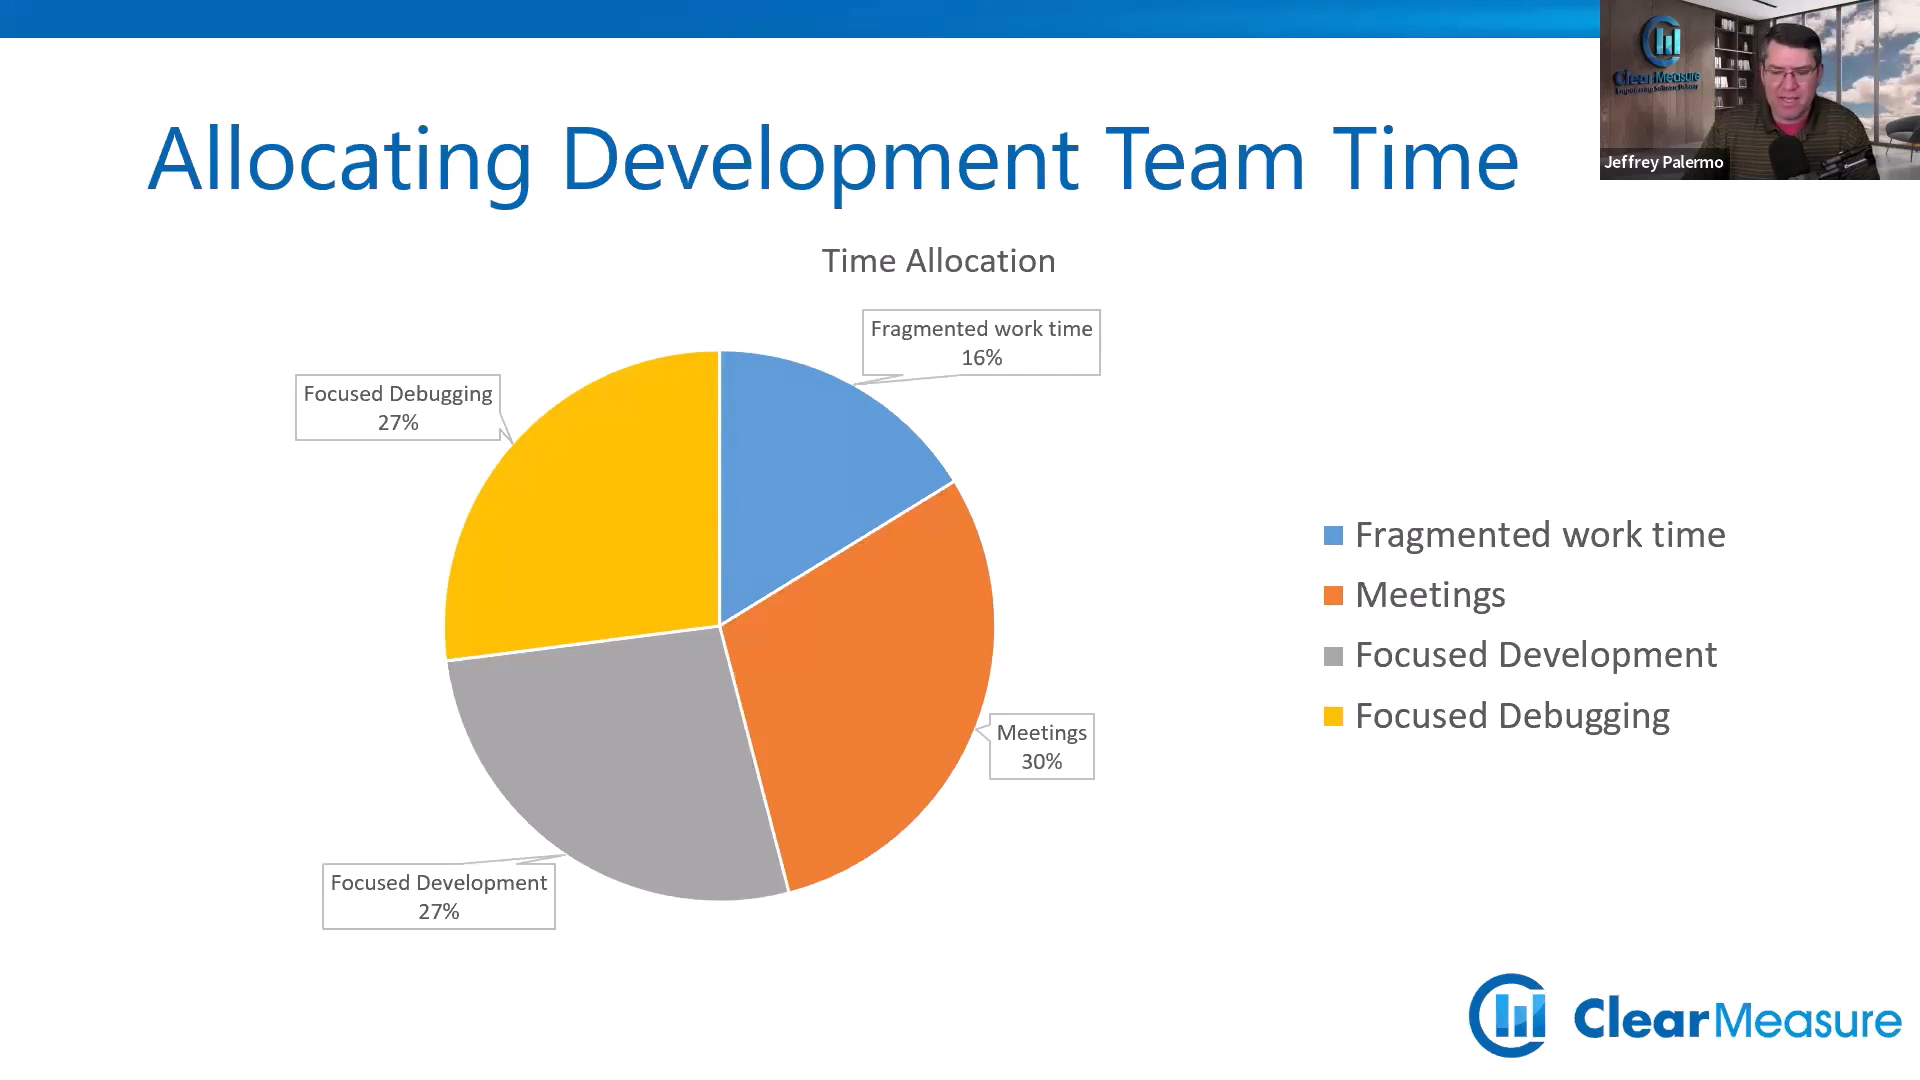 Allocating Development Team Time
ClearMeasure
Jeffrey Palermo
Time Allocation
Fragmented work time
16%
Focused Debugging
27%
Meetings
30%
Focused Development
27%
Fragmented work time
Meetings
Focused Development
Focused Debugging
ClearMeasure